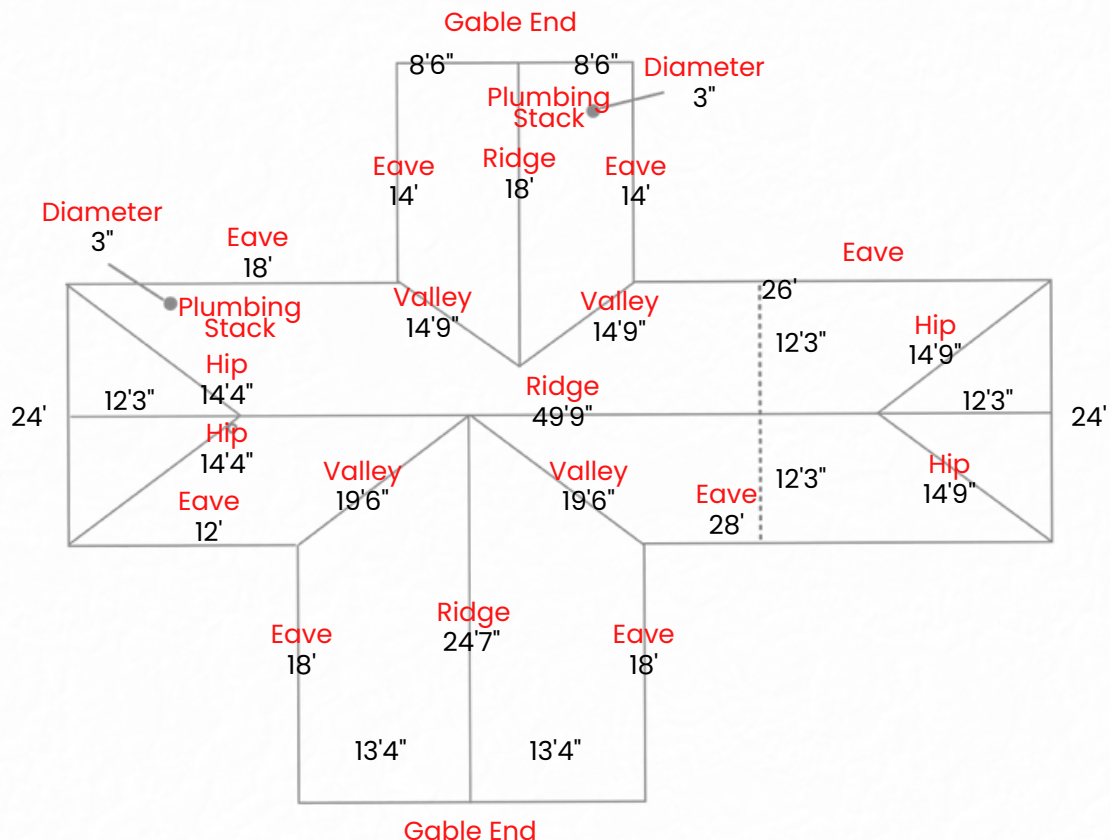 Gable End
8'6"
8'6"
Diameter
3"
Plumbing
Stack
Eave
14'
Ridge
18'
Eave
14'
Diameter
3"
Eave
18'
Eave
26'
Plumbing
Stack
Valley
14'9"
Valley
14'9"
12'3"
Hip
14'9"
Hip
14'4"
12'3"
Ridge
49'9"
12'3"
24'
24'
Hip
14'4"
Valley
19'6"
Valley
19'6"
12'3"
Hip
14'9"
Eave
12'
Eave
28'
Eave
18'
Ridge
24'7"
Eave
18'
13'4"
13'4"
Gable End